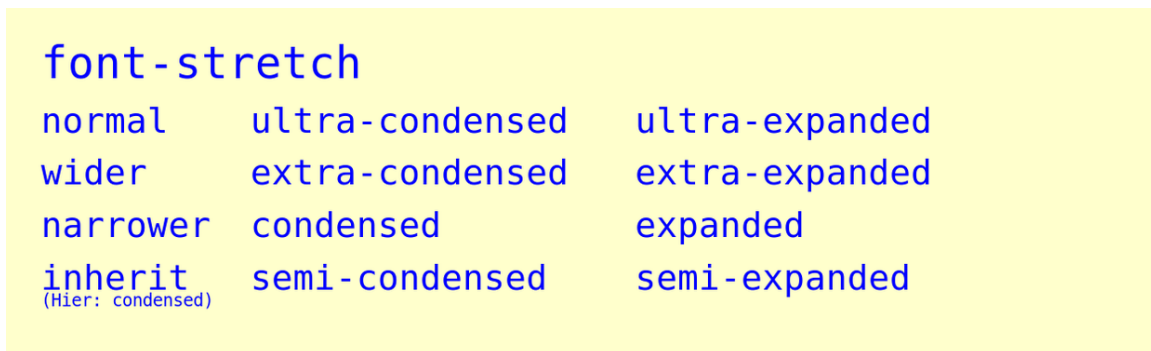 font-stretch
normal ultra-condensed ultra-expanded
wider extra-condensed extra-expanded
narrower condensed expanded
inherit semi-condensed semi-expanded
(Hier: condensed)